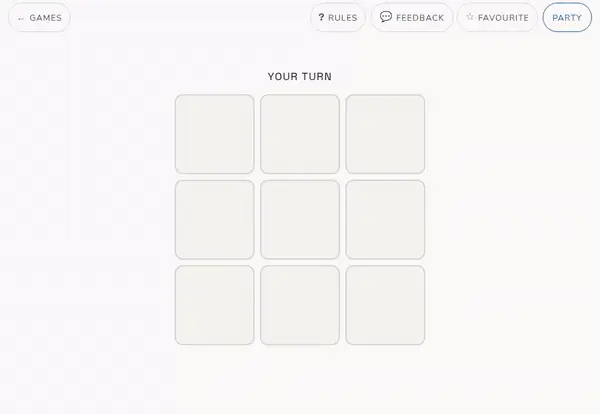 ← GAMES
? RULES
💬 FEEDBACK
☆ FAVOURITE
PARTY
YOUR TURN